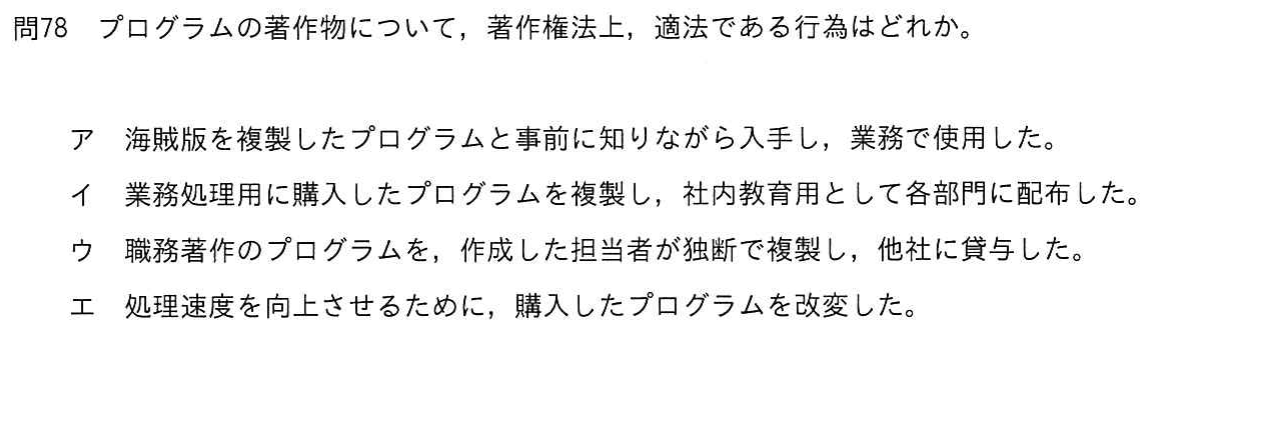 問78　プログラムの著作物について，著作権法上，適法である行為はどれか。
ア　海賊版を複製したプログラムと事前に知りながら入手し，業務で使用した。
イ　業務処理用に購入したプログラムを複製し，社内教育用として各部門に配布した。
ウ　職務著作のプログラムを，作成した担当者が独断で複製し，他社に貸与した。
エ　処理速度を向上させるために，購入したプログラムを改変した。